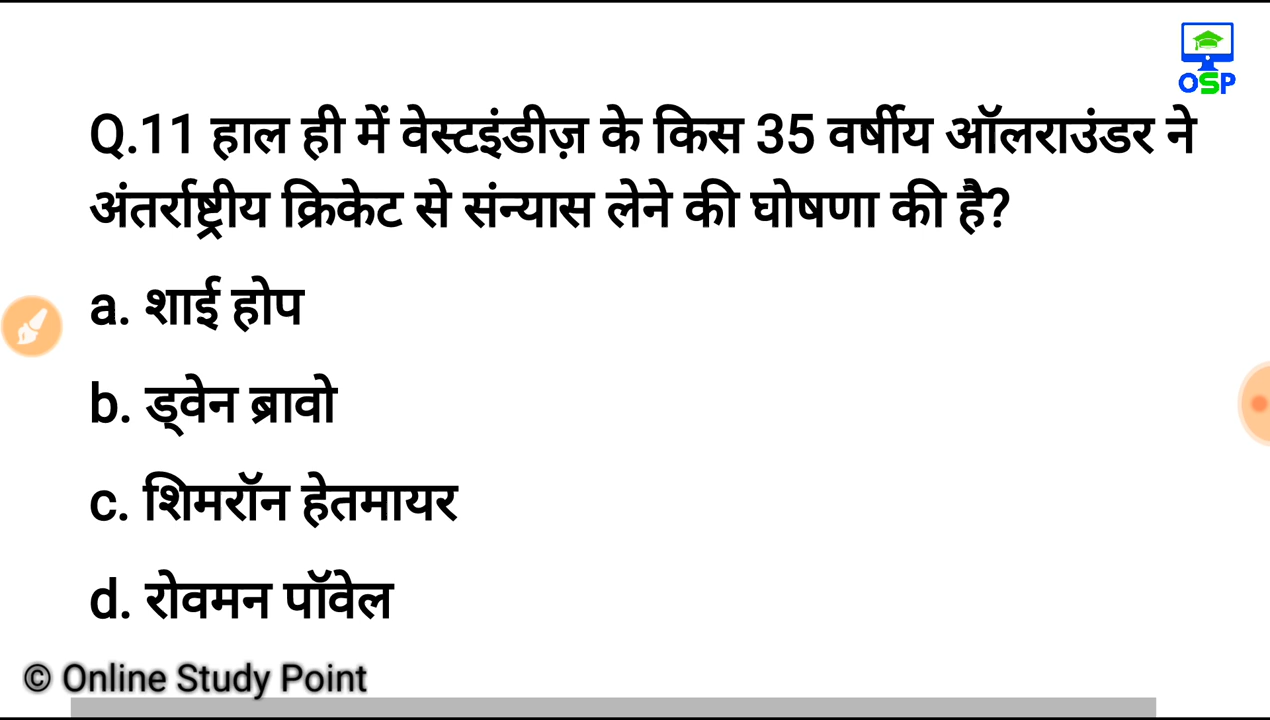 OSP
Q.11 हाल ही में वेस्टइंडीज़ के किस 35 वर्षीय ऑलराउंडर ने
अंतर्राष्ट्रीय क्रिकेट से संन्यास लेने की घोषणा की है?
a. शाई होप
b. ड्वेन ब्रावो
c. शिमरॉन हेतमायर
d. रोवमन पॉवेल
© Online Study Point